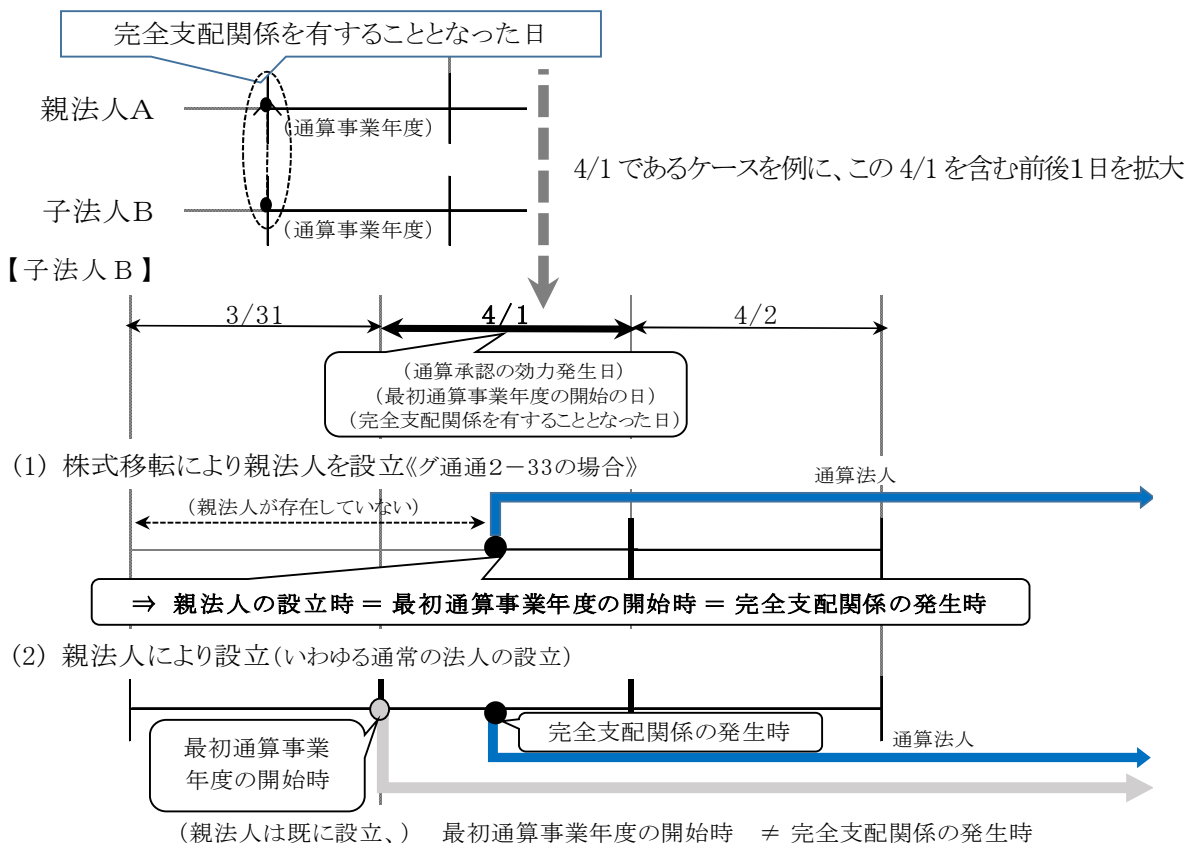 完全支配関係を有することとなった日
親法人A
(通算事業年度)
4/1 であるケースを例に、この 4/1 を含む前後1日を拡大
子法人B
(通算事業年度)
【子法人B】
3/31
4/1
4/2
(通算承認の効力発生日)
(最初通算事業年度の開始の日)
(完全支配関係を有することとなった日)
(1) 株式移転により親法人を設立《グ通通2-33の場合》
通算法人
(親法人が存在していない)
⇒ 親法人の設立時 = 最初通算事業年度の開始時 = 完全支配関係の発生時
(2) 親法人により設立(いわゆる通常の法人の設立)
完全支配関係の発生時
最初通算事業
年度の開始時
通算法人
(親法人は既に設立、) 最初通算事業年度の開始時 ≠ 完全支配関係の発生時